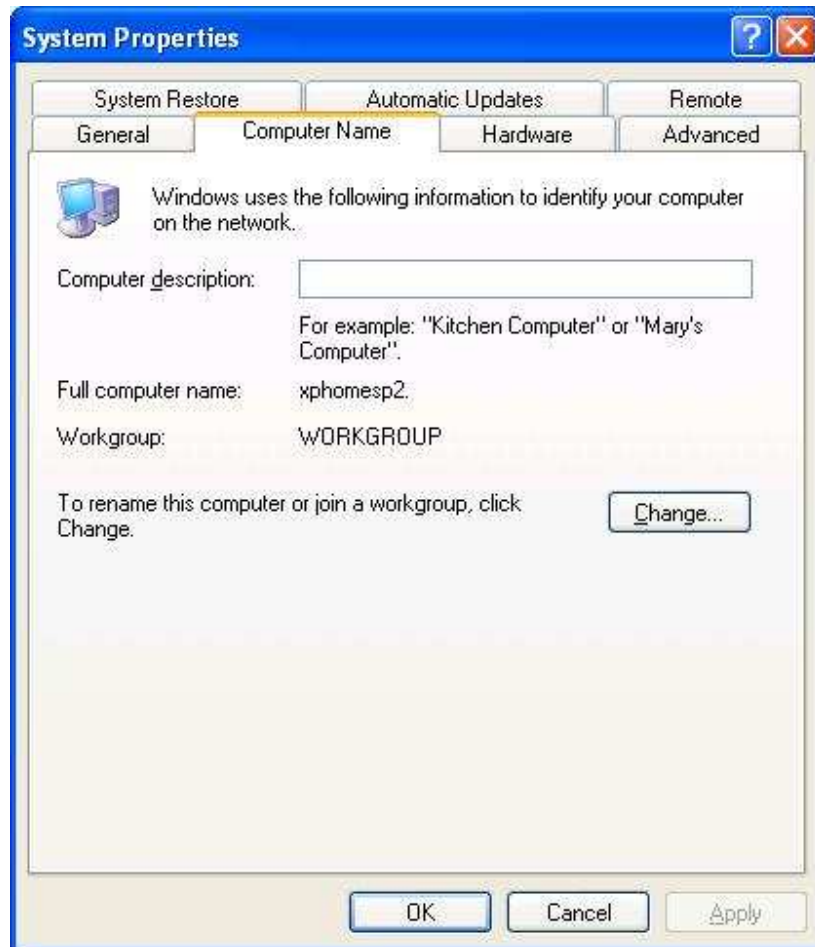 System Properties
System Restore
Automatic Updates
Remote
General
Computer Name
Hardware
Advanced
Windows uses the following information to identify your computer
on the network.
Computer description:
For example: "Kitchen Computer" or "Mary's
Computer".
Full computer name:
xphomesp2.
Workgroup:
WORKGROUP
To rename this computer or join a workgroup, click
Change.
Change...
OK
Cancel
Apply